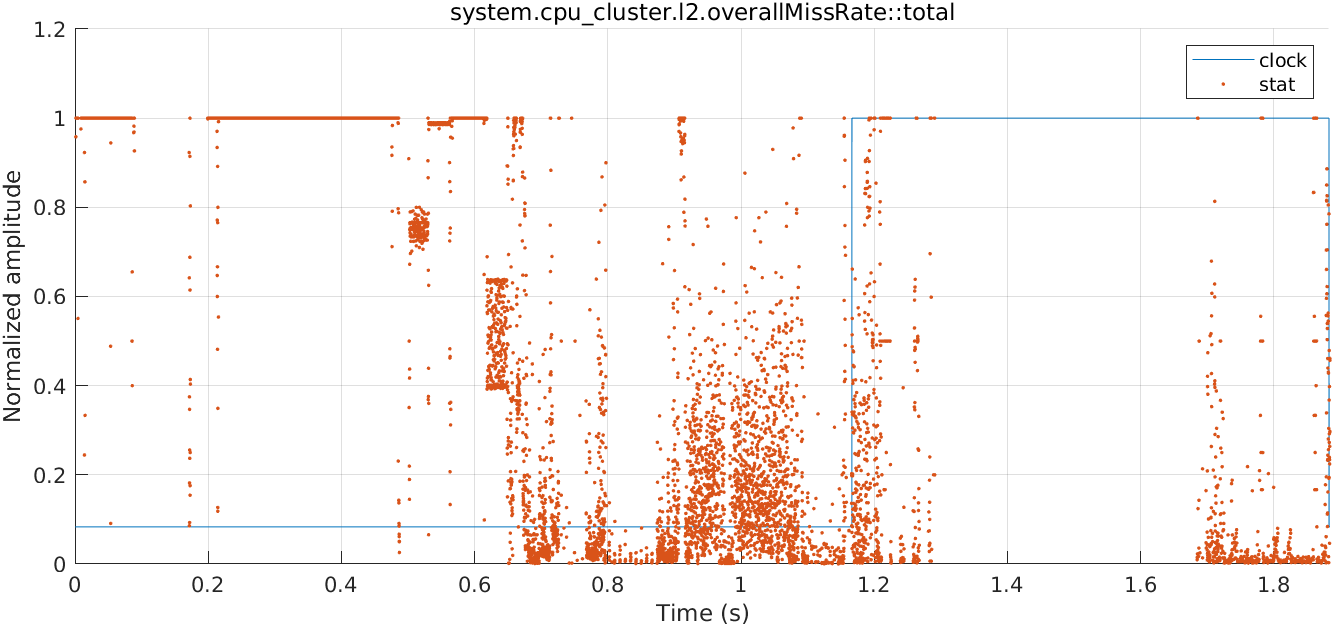 system.cpu_cluster.l2.overallMissRate::total
1.2
1
0.8
0.6
0.4
0.2
0
Normalized amplitude
clock
stat
0 0.2 0.4 0.6 0.8 1 1.2 1.4 1.6 1.8
Time (s)